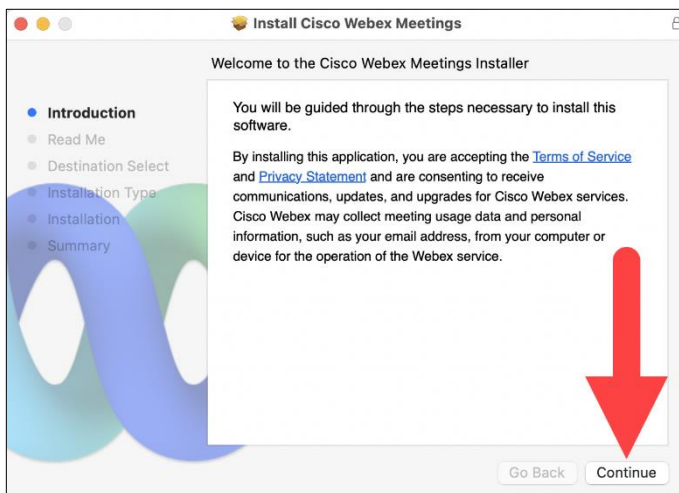 Install Cisco Webex Meetings
Welcome to the Cisco Webex Meetings Installer
Introduction
Read Me
Destination Select
Installation Type
Installation
Summary
You will be guided through the steps necessary to install this
software.
By installing this application, you are accepting the Terms of Service
and Privacy Statement and are consenting to receive
communications, updates, and upgrades for Cisco Webex services.
Cisco Webex may collect meeting usage data and personal
information, such as your email address, from your computer or
device for the operation of the Webex service.
Go Back
Continue